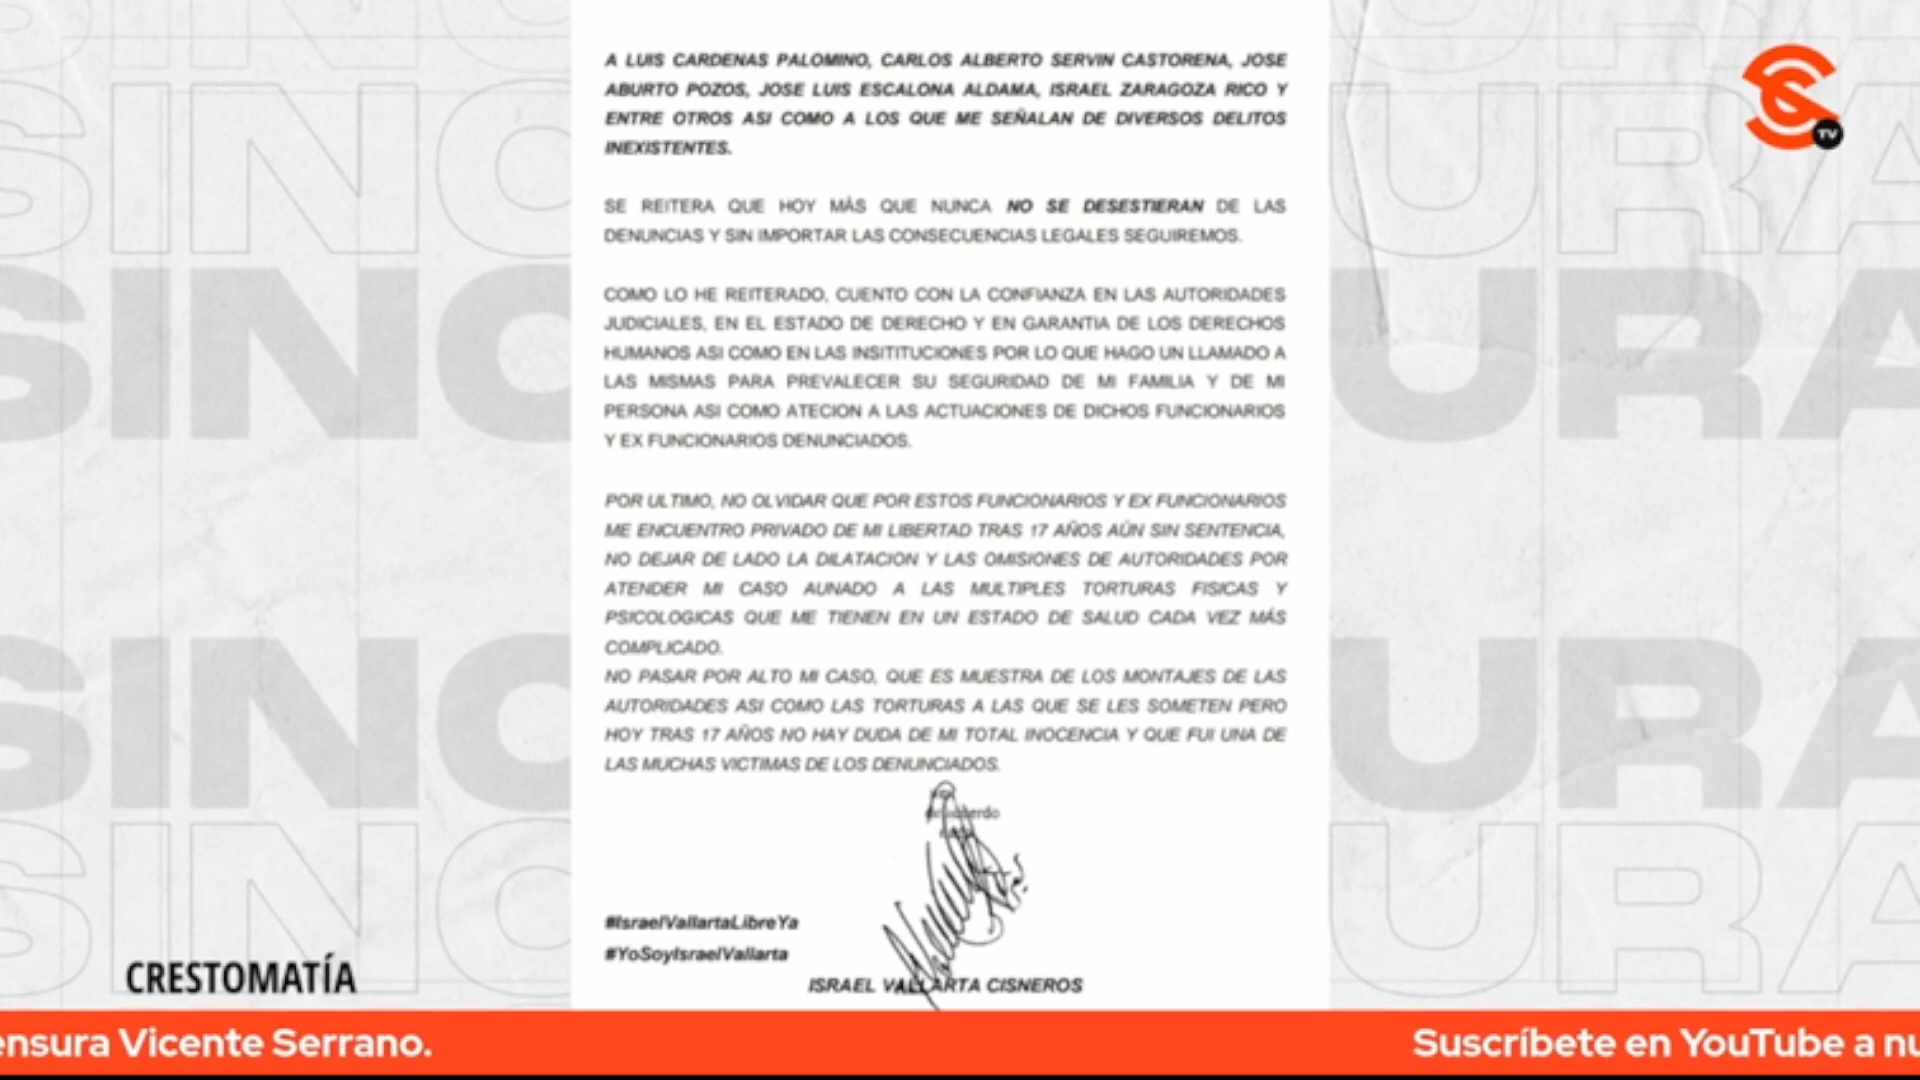 A LUIS CARDENAS PALOMINO, CARLOS ALBERTO SERVIN CASTORENA, JOSE
ABURTO POZOS, JOSE LUIS ESCALONA ALDAMA, ISRAEL ZARAGOZA RICO Y
ENTRE OTROS ASI COMO A LOS QUE ME SEÑALAN DE DIVERSOS DELITOS
INEXISTENTES.
SE REITERA QUE HOY MÁS QUE NUNCA NO SE DESESTIERAN DE LAS
DENUNCIAS Y SIN IMPORTAR LAS CONSECUENCIAS LEGALES SEGUIREMOS.
COMO LO HE REITERADO, CUENTO CON LA CONFIANZA EN LAS AUTORIDADES
JUDICIALES, EN EL ESTADO DE DERECHO Y EN GARANTIA DE LOS DERECHOS
HUMANOS ASI COMO EN LAS INSITITUCIONES POR LO QUE HAGO UN LLAMADO A
LAS MISMAS PARA PREVALECER SU SEGURIDAD DE MI FAMILIA Y DE MI
PERSONA ASI COMO ATECION A LAS ACTUACIONES DE DICHOS FUNCIONARIOS
Y EX FUNCIONARIOS DENUNCIADOS.
POR ULTIMO, NO OLVIDAR QUE POR ESTOS FUNCIONARIOS Y EX FUNCIONARIOS
ME ENCUENTRO PRIVADO DE MI LIBERTAD TRAS 17 AÑOS AÚN SIN SENTENCIA,
NO DEJAR DE LADO LA DILATACION Y LAS OMISIONES DE AUTORIDADES POR
ATENDER MI CASO AUNADO A LAS MULTIPLES TORTURAS FISICAS Y
PSICOLOGICAS QUE ME TIENEN EN UN ESTADO DE SALUD CADA VEZ MÁS
COMPLICADO.
NO PASAR POR ALTO MI CASO, QUE ES MUESTRA DE LOS MONTAJES DE LAS
AUTORIDADES ASI COMO LAS TORTURAS A LAS QUE SE LES SOMETEN PERO
HOY TRAS 17 AÑOS NO HAY DUDA DE MI TOTAL INOCENCIA Y QUE FUI UNA DE
LAS MUCHAS VICTIMAS DE LOS DENUNCIADOS.
#IsraelVallartaLibreYa
#YoSoyIsraelVallarta
ISRAEL VALLARTA CISNEROS
TV
SINC URA
SINC URA
SINC URA
SINC URA
CRESTOMATÍA
ensura Vicente Serrano.
Suscríbete en YouTube a nu